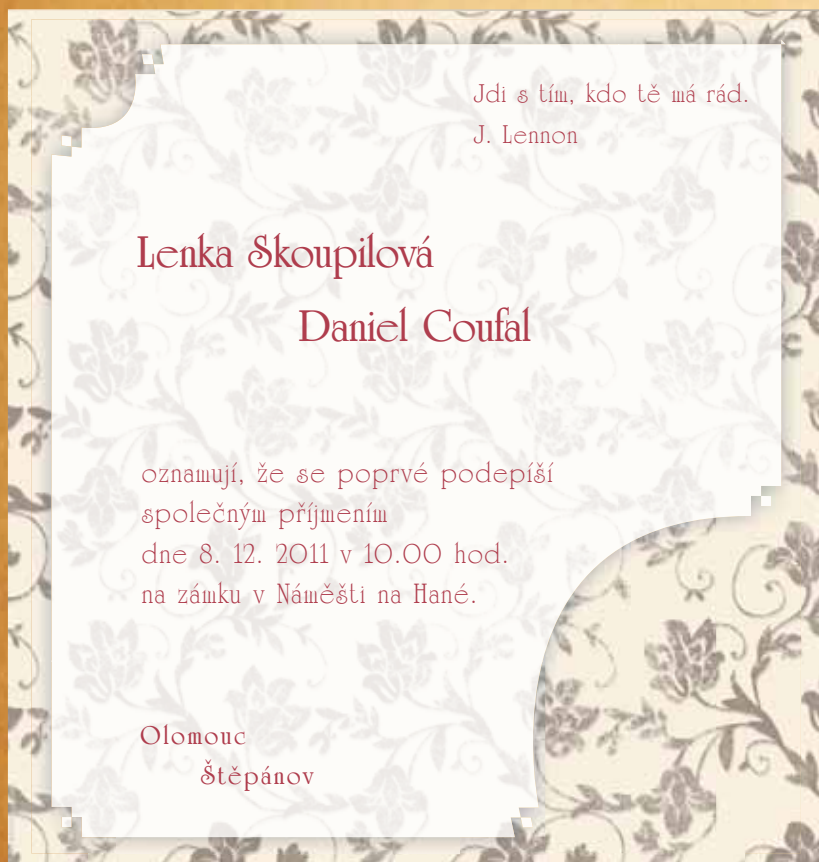 Jdi s tím, kdo tě má rád.
J. Lennon
Lenka Skoupilová
Daniel Coufal
oznamují, že se poprvé podepíší
společným příjmením
dne 8. 12. 2011 v 10.00 hod.
na zámku v Náměšti na Hané.
Olomouc
Štěpánov